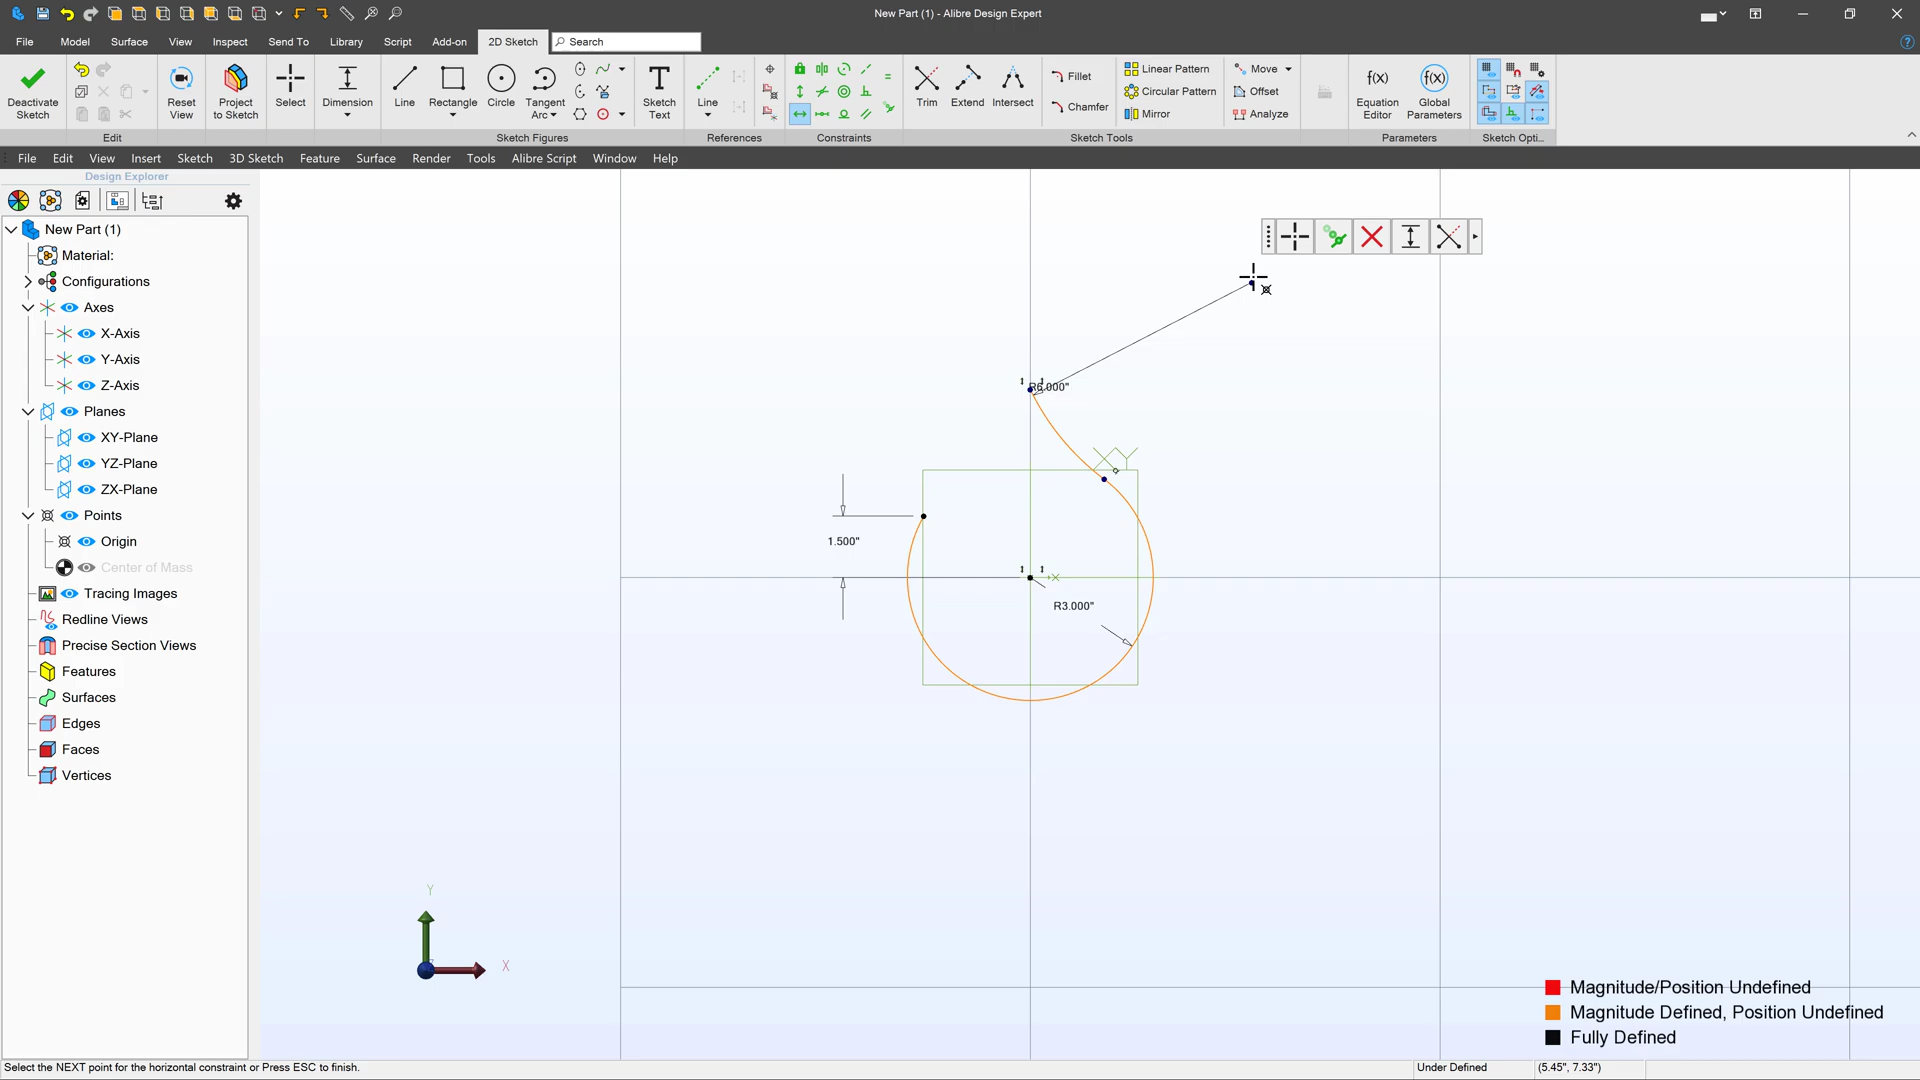 New Part (1) - Alibre Design Expert
File Model Surface View Inspect Send To Library Script Add-on 2D Sketch Search
Deactivate Sketch
Reset View
Project to Sketch
Select
Dimension
Line
Rectangle
Circle
Tangent Arc
Sketch Text
Line
Trim
Extend
Intersect
Fillet
Chamfer
Linear Pattern
Circular Pattern
Mirror
Move
Offset
Analyze
f(x)
Equation Editor
f(x)
Global Parameters
Edit
Sketch Figures
References
Constraints
Sketch Tools
Parameters
Sketch Opti...
File Edit View Insert Sketch 3D Sketch Feature Surface Render Tools Alibre Script Window Help
Design Explorer
New Part (1)
Material:
Configurations
Axes
X-Axis
Y-Axis
Z-Axis
Planes
XY-Plane
YZ-Plane
ZX-Plane
Points
Origin
Center of Mass
Tracing Images
Redline Views
Precise Section Views
Features
Surfaces
Edges
Faces
Vertices
R6.000"
XY
1.500"
X
R3.000"
Y
X
Magnitude/Position Undefined
Magnitude Defined, Position Undefined
Fully Defined
Select the NEXT point for the horizontal constraint or Press ESC to finish.
Under Defined
(5.45", 7.33")